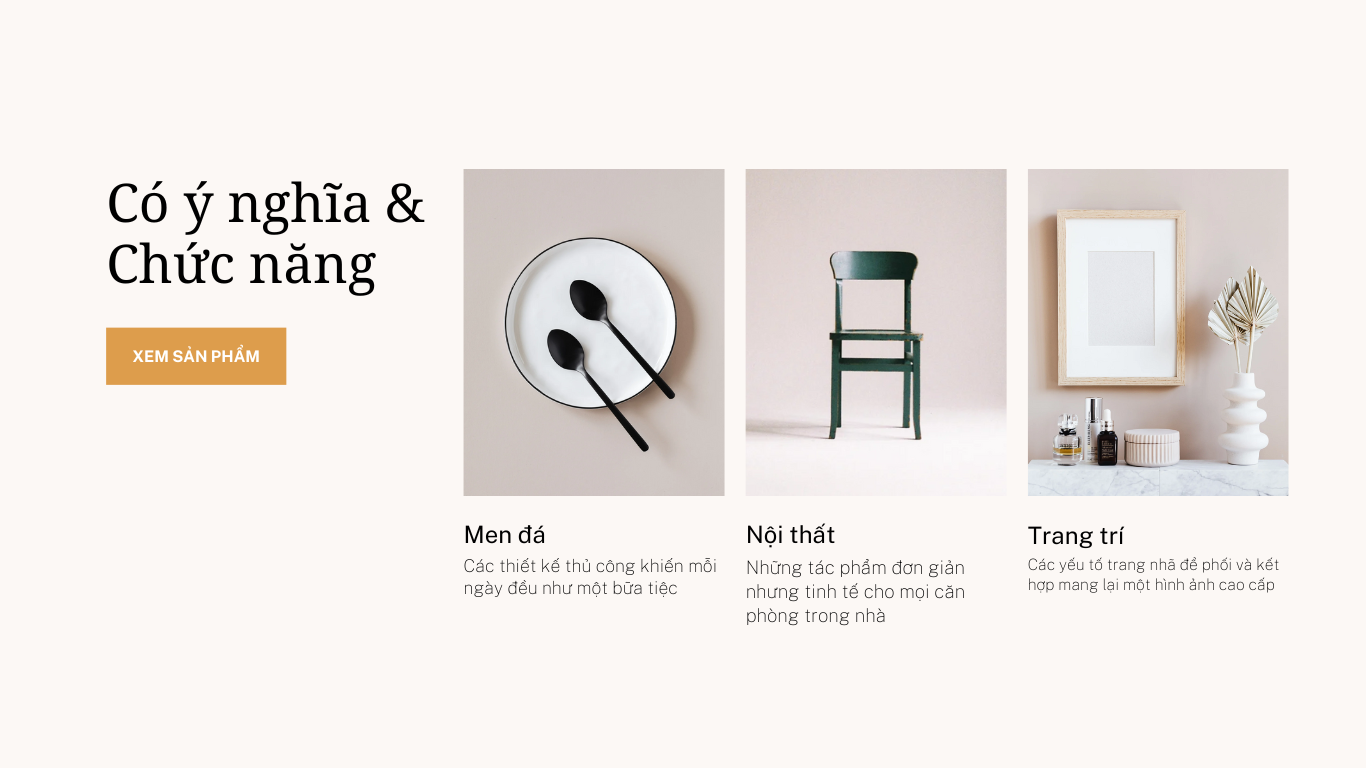 Có ý nghĩa &
Chức năng
XEM SẢN PHẨM
Men đá
Các thiết kế thủ công khiến mỗi
ngày đều như một bữa tiệc
Nội thất
Những tác phẩm đơn giản
nhưng tinh tế cho mọi căn
phòng trong nhà
Trang trí
Các yếu tố trang nhã để phối và kết
hợp mang lại một hình ảnh cao cấp